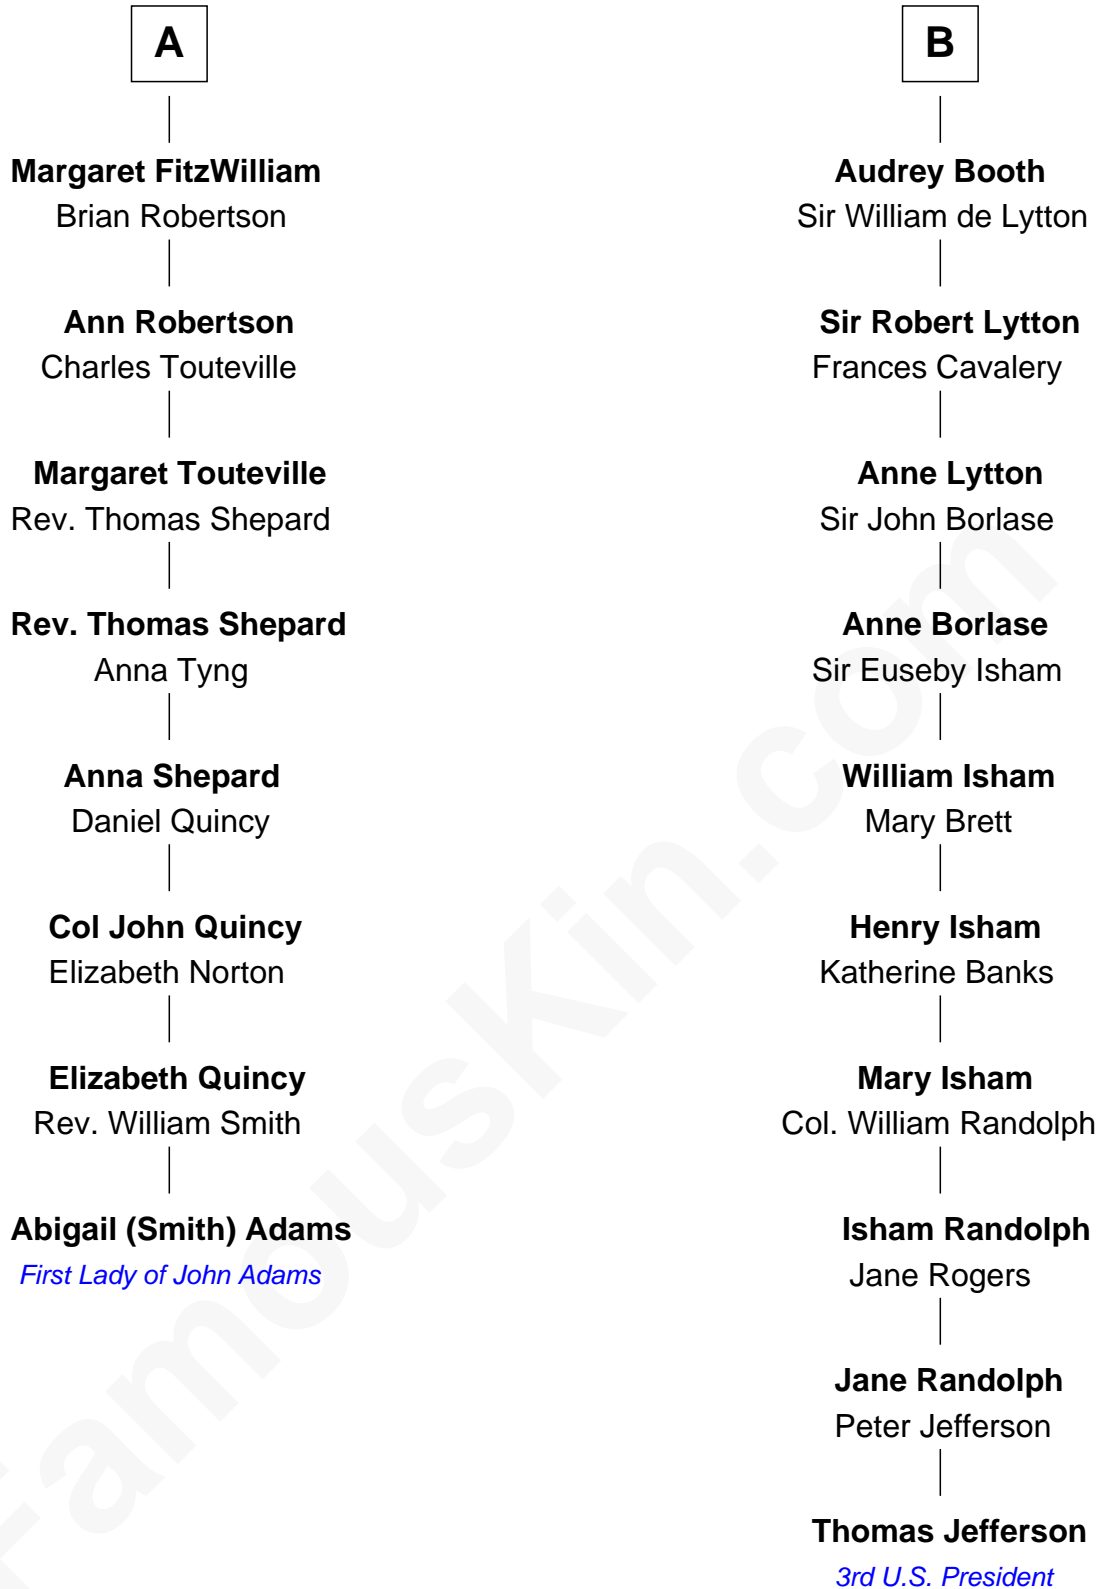 A
Margaret FitzWilliam
Brian Robertson
Ann Robertson
Charles Touteville
Margaret Touteville
Rev. Thomas Shepard
Rev. Thomas Shepard
Anna Tyng
Anna Shepard
Daniel Quincy
Col John Quincy
Elizabeth Norton
Elizabeth Quincy
Rev. William Smith
Abigail (Smith) Adams
First Lady of John Adams
B
Audrey Booth
Sir William de Lytton
Sir Robert Lytton
Frances Cavalery
Anne Lytton
Sir John Borlase
Anne Borlase
Sir Euseby Isham
William Isham
Mary Brett
Henry Isham
Katherine Banks
Mary Isham
Col. William Randolph
Isham Randolph
Jane Rogers
Jane Randolph
Peter Jefferson
Thomas Jefferson
3rd U.S. President
FamousKin.com